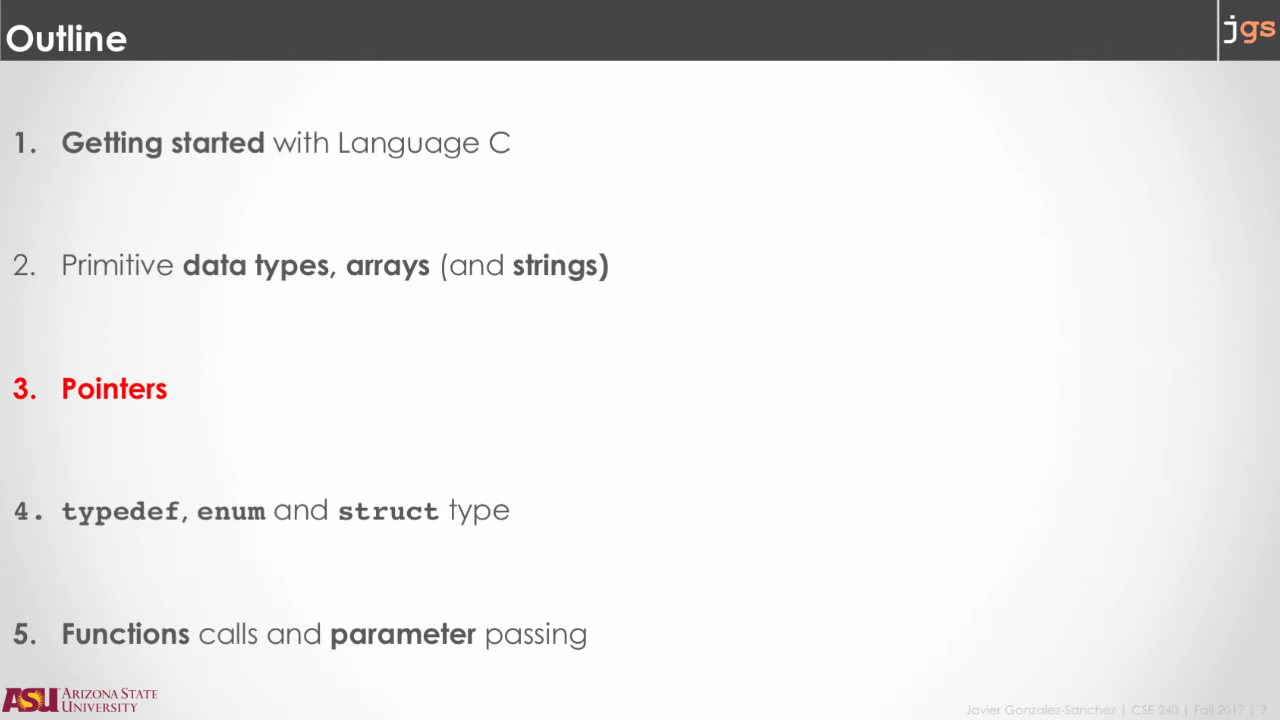 Outline
jgs
1. Getting started with Language C
2. Primitive data types, arrays (and strings)
3. Pointers
4. typedef, enum and struct type
5. Functions calls and parameter passing
ASU ARIZONA STATE
UNIVERSITY
Javier Gonzalez-Sanchez | CSE 240 | Fall 2017 | 7